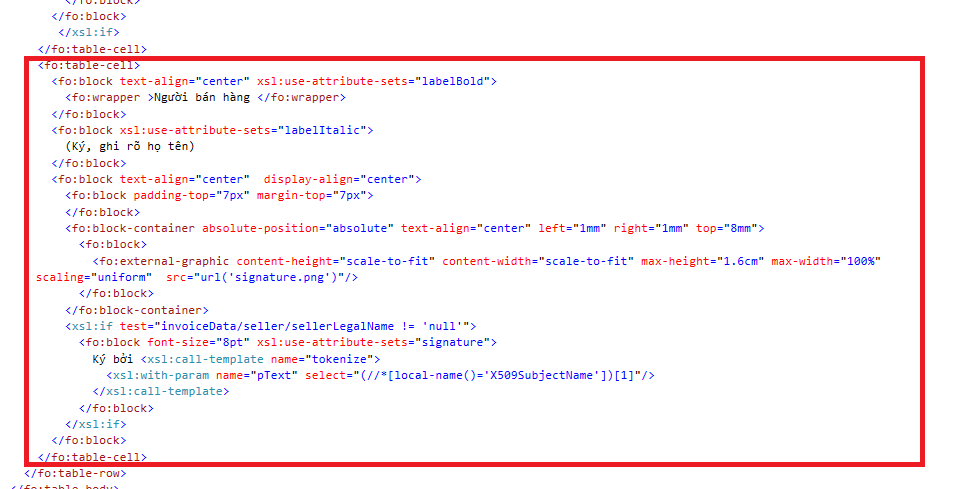 </fo:block>
</fo:block>
</xsl:if>
</fo:table-cell>
<fo:table-cell>
<fo:block text-align="center" xsl:use-attribute-sets="labelBold">
<fo:wrapper >Người bán hàng </fo:wrapper>
</fo:block>
<fo:block xsl:use-attribute-sets="labelItalic">
(Ký, ghi rõ họ tên)
</fo:block>
<fo:block text-align="center"  display-align="center">
<fo:block padding-top="7px" margin-top="7px">
</fo:block>
<fo:block-container absolute-position="absolute" text-align="center" left="1mm" right="1mm" top="8mm">
<fo:block>
<fo:external-graphic content-height="scale-to-fit" content-width="scale-to-fit" max-height="1.6cm" max-width="100%"
scaling="uniform"  src="url('signature.png')"/>
</fo:block>
</fo:block-container>
<xsl:if test="invoiceData/seller/sellerLegalName != 'null'">
<fo:block font-size="8pt" xsl:use-attribute-sets="signature">
Ký bởi <xsl:call-template name="tokenize">
<xsl:with-param name="pText" select="(//*[local-name()='X509SubjectName'])[1]"/>
</xsl:call-template>
</fo:block>
</xsl:if>
</fo:block>
</fo:table-cell>
</fo:table-row>
</fo:table-body>